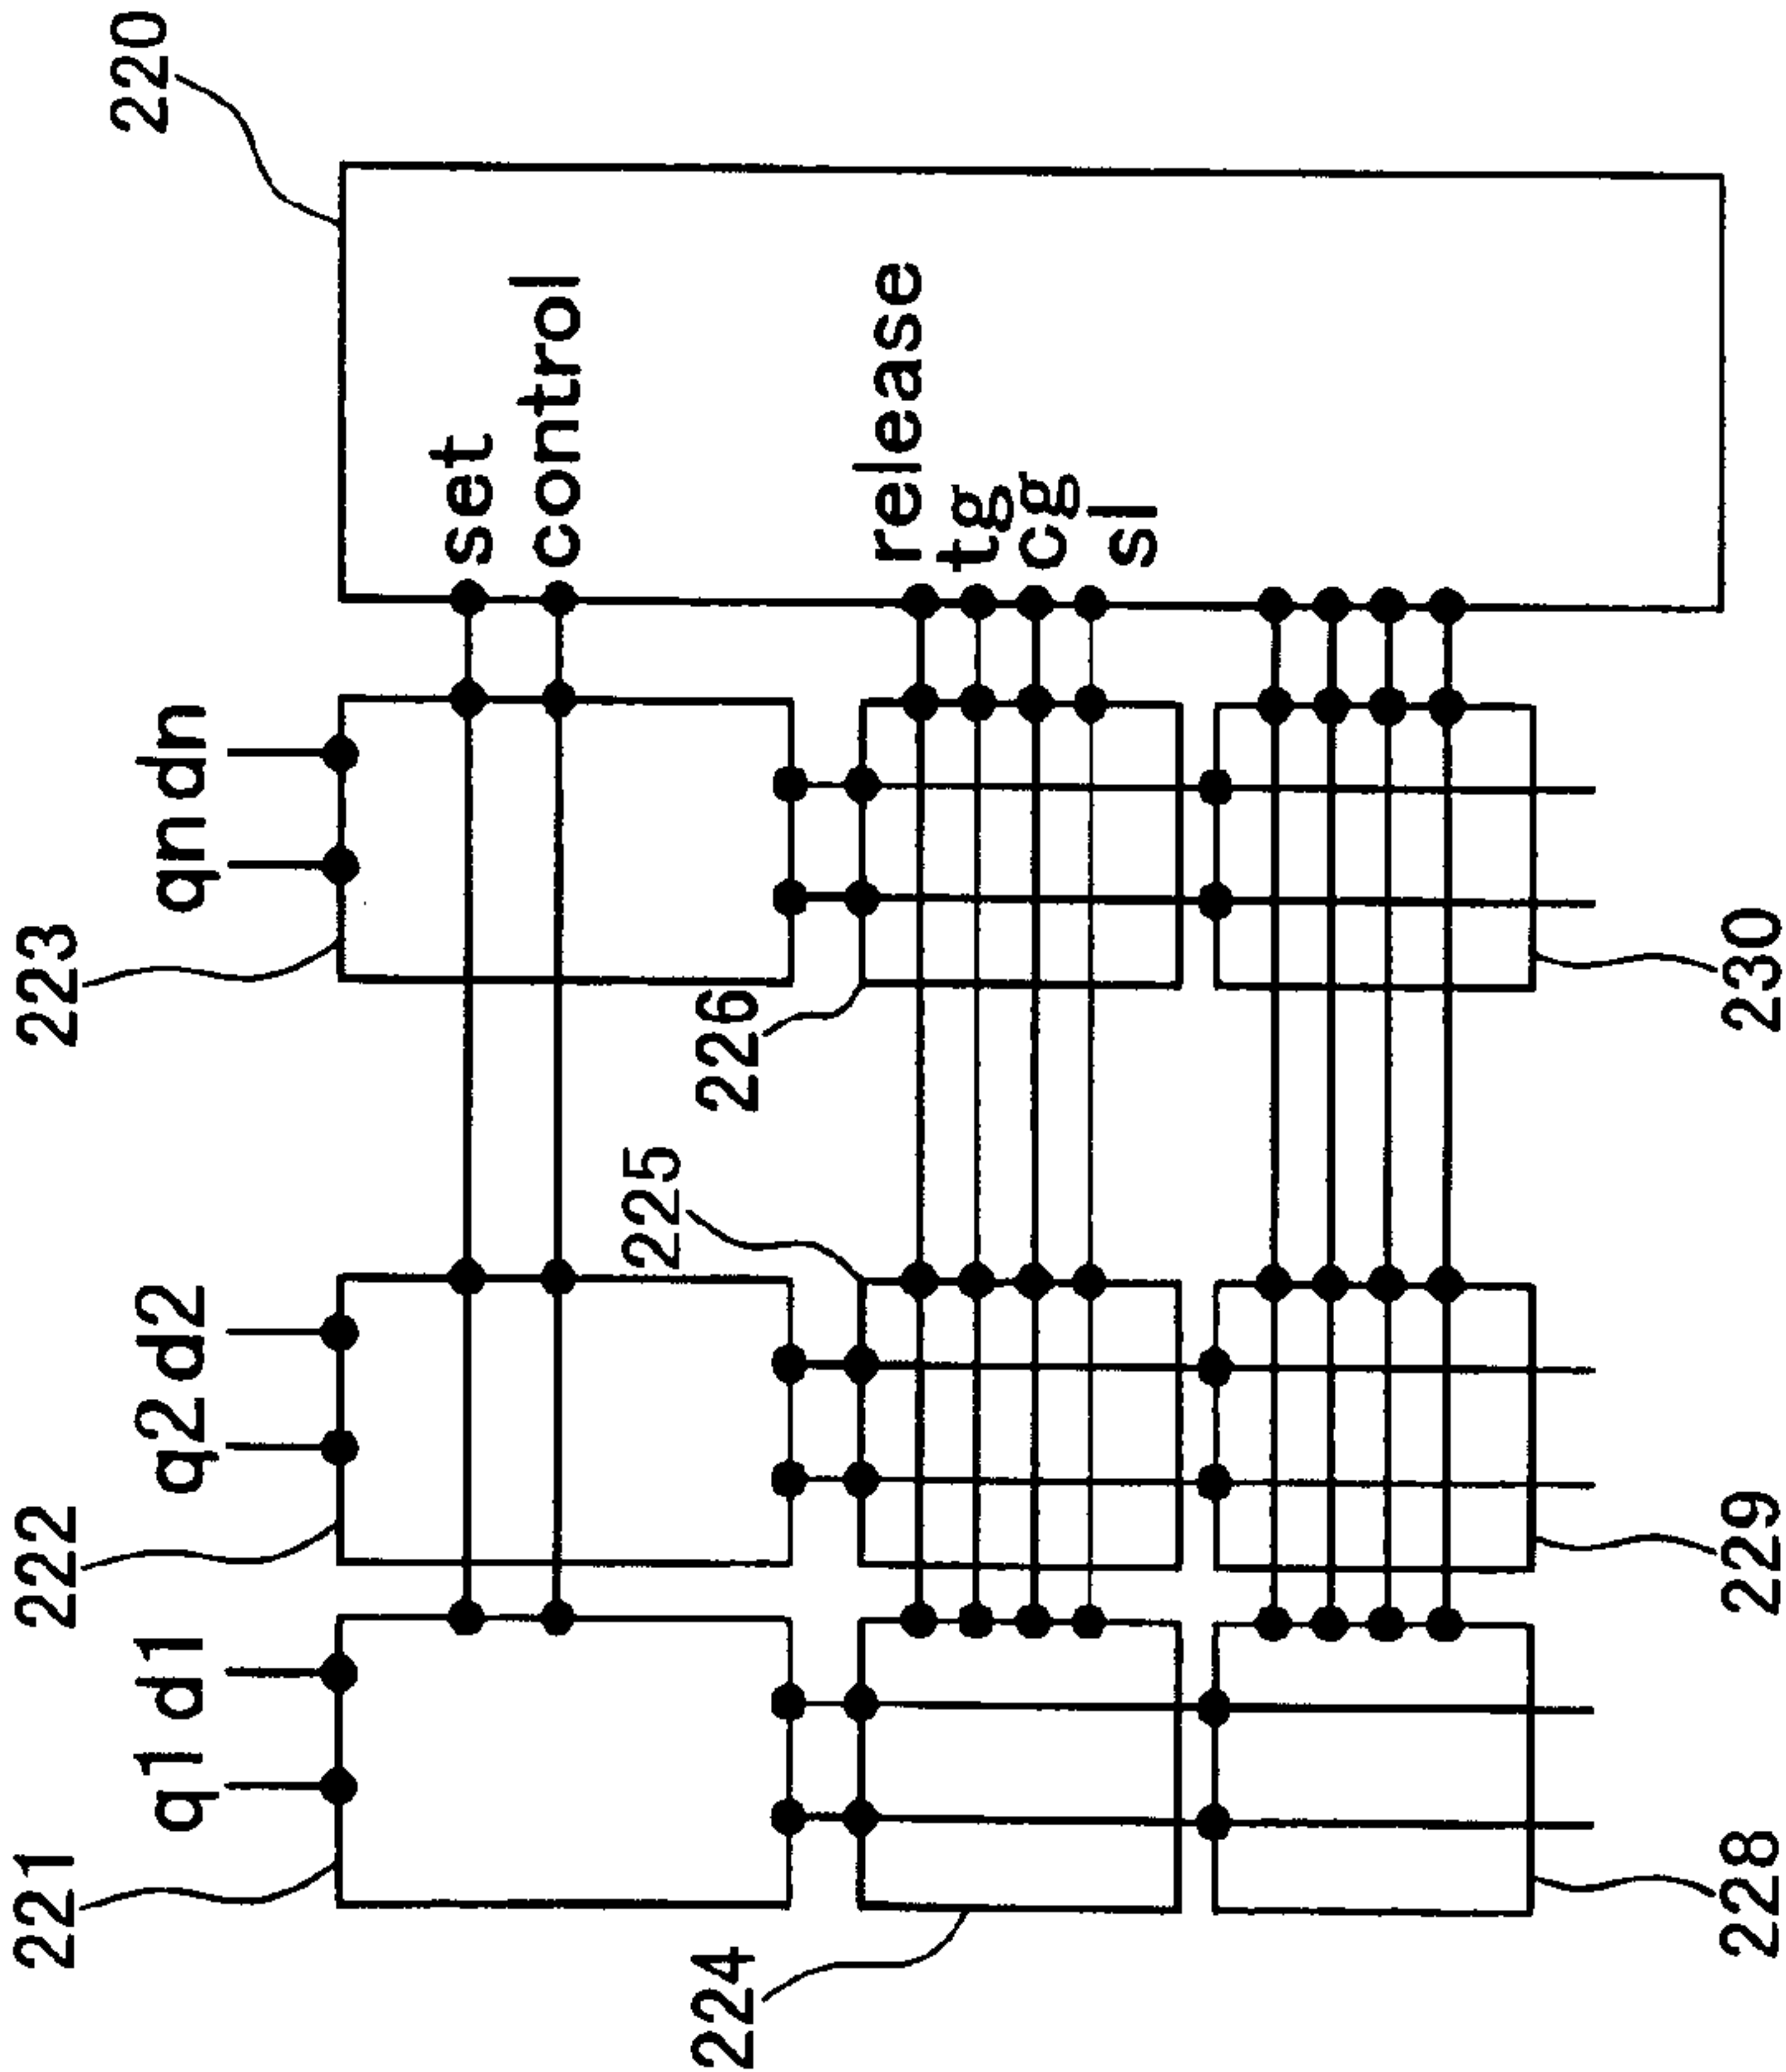 220
set
control
release
tg
cg
sl
223
qn dn
226
230
225
222
q2 d2
229
221
q1 d1
224
228